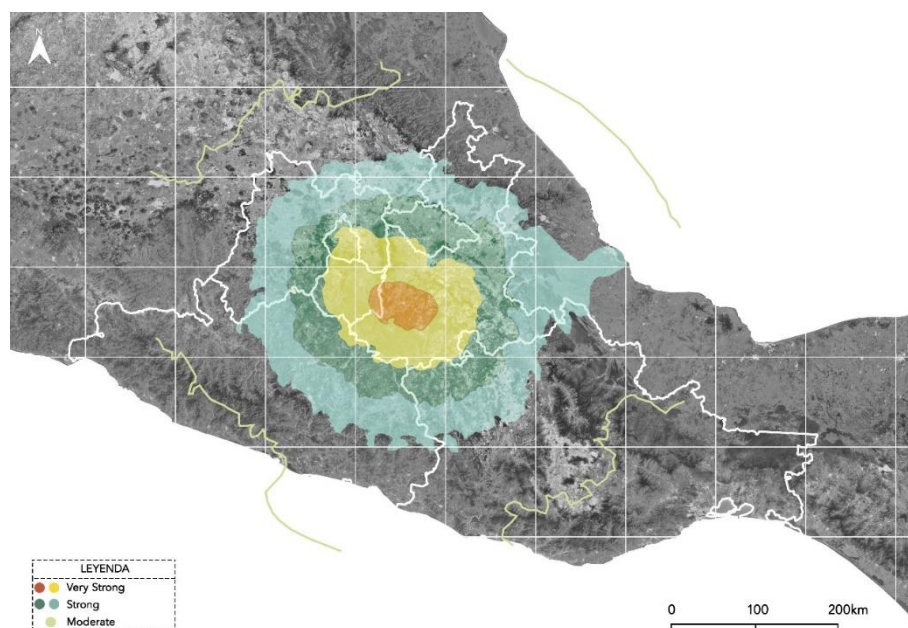 N
LEYENDA
Very Strong
Strong
Moderate
0 100 200km